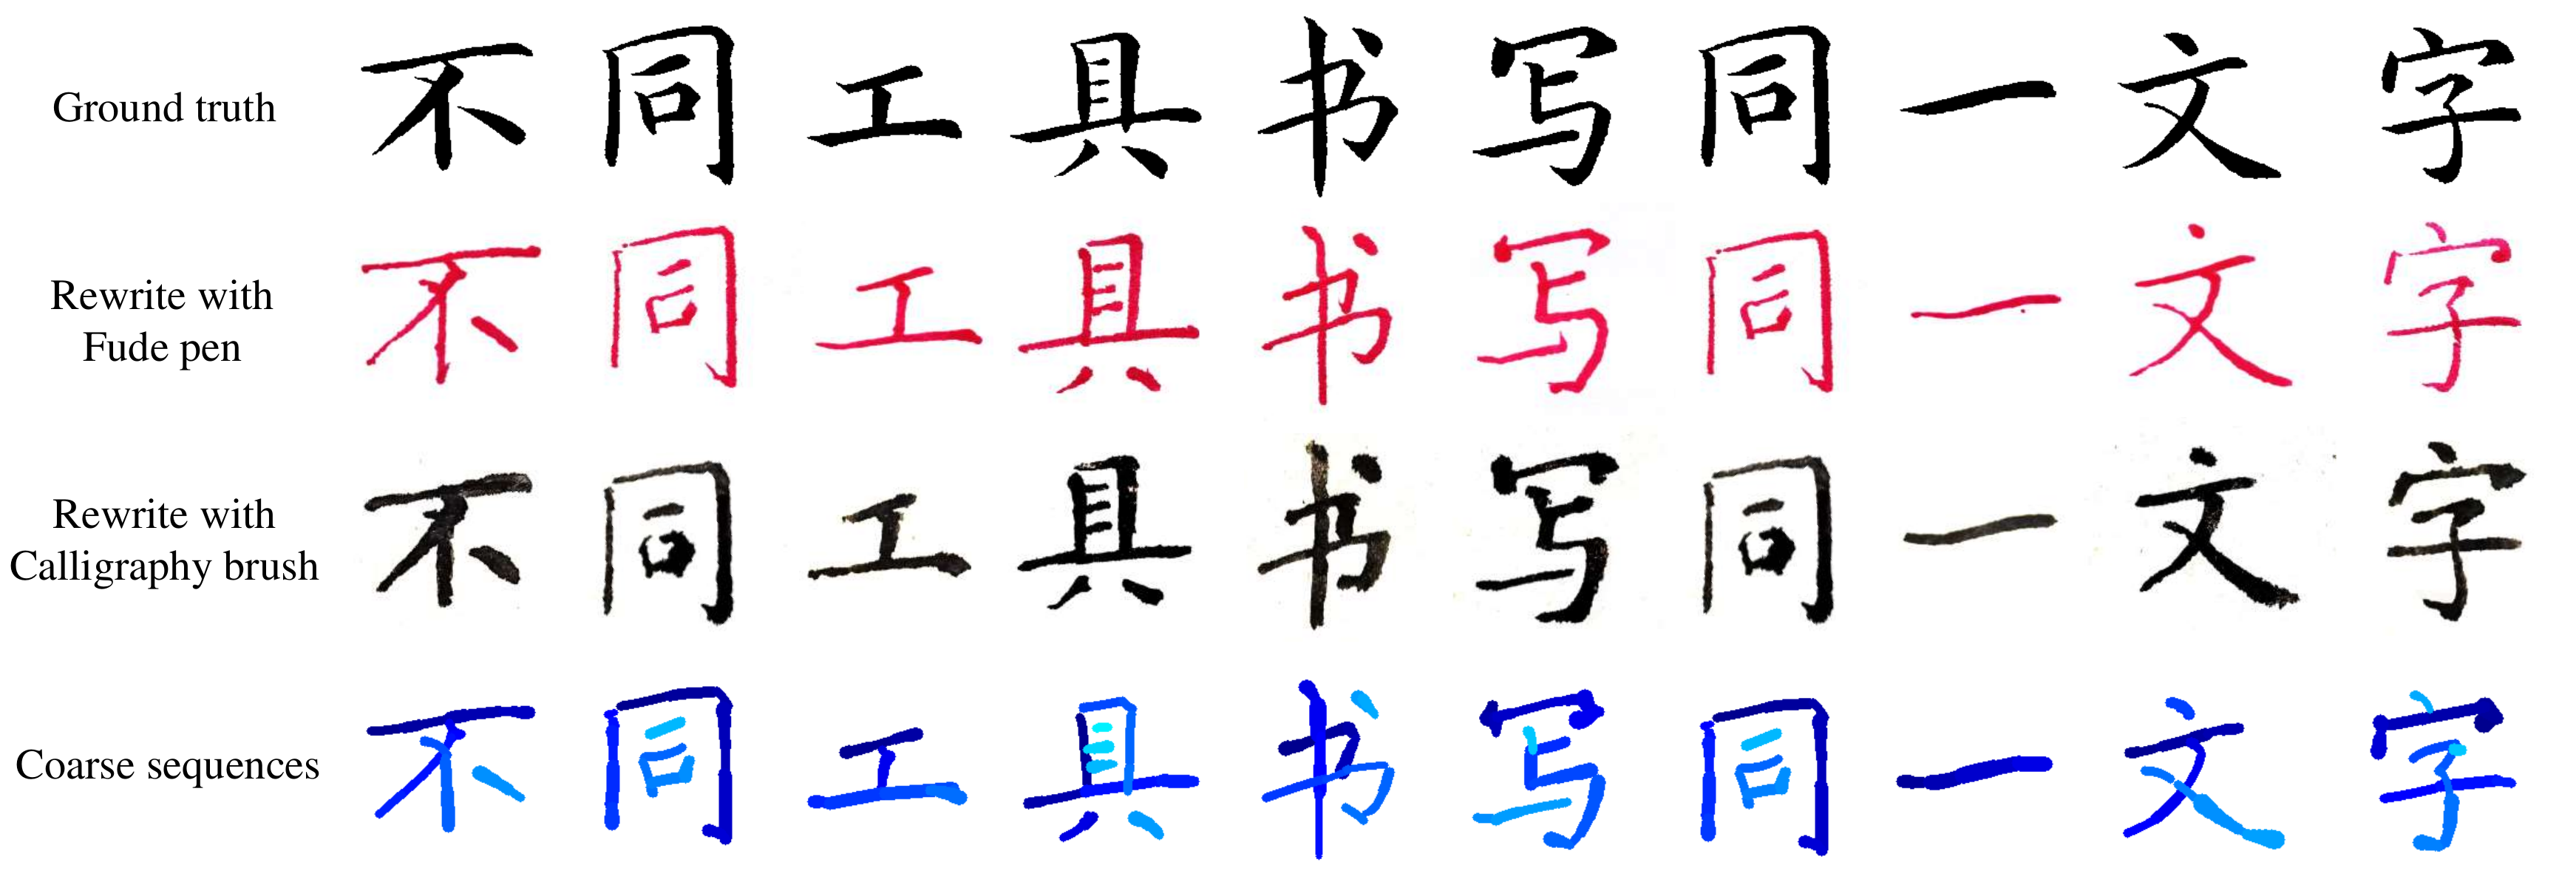 Ground truth 不同工具书写同一文字
Rewrite with
Fude pen 不同工具书写同一文字
Rewrite with
Calligraphy brush 不同工具书写同一文字
Coarse sequences 不同工具书写同一文字